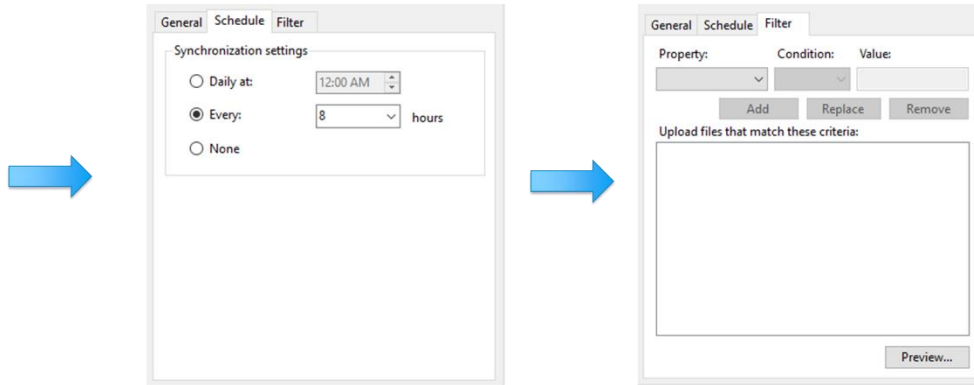 General Schedule Filter
Synchronization settings
Daily at: 12:00 AM
Every: 8 hours
None
General Schedule Filter
Property: Condition: Value:
Add Replace Remove
Upload files that match these criteria:
Preview...